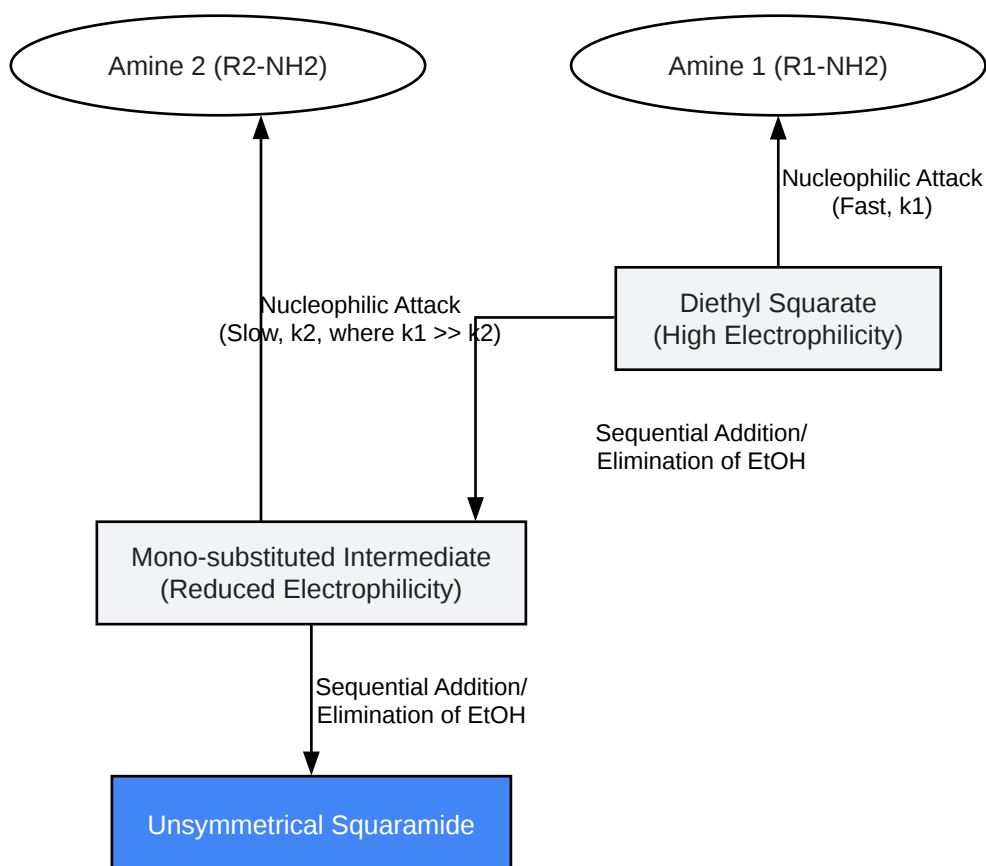 Amine 2 (R2-NH2)
Amine 1 (R1-NH2)
Nucleophilic Attack
(Fast, k1)
Diethyl Squarate
(High Electrophilicity)
Nucleophilic Attack
(Slow, k2, where k1 >> k2)
Sequential Addition/
Elimination of EtOH
Mono-substituted Intermediate
(Reduced Electrophilicity)
Sequential Addition/
Elimination of EtOH
Unsymmetrical Squaramide